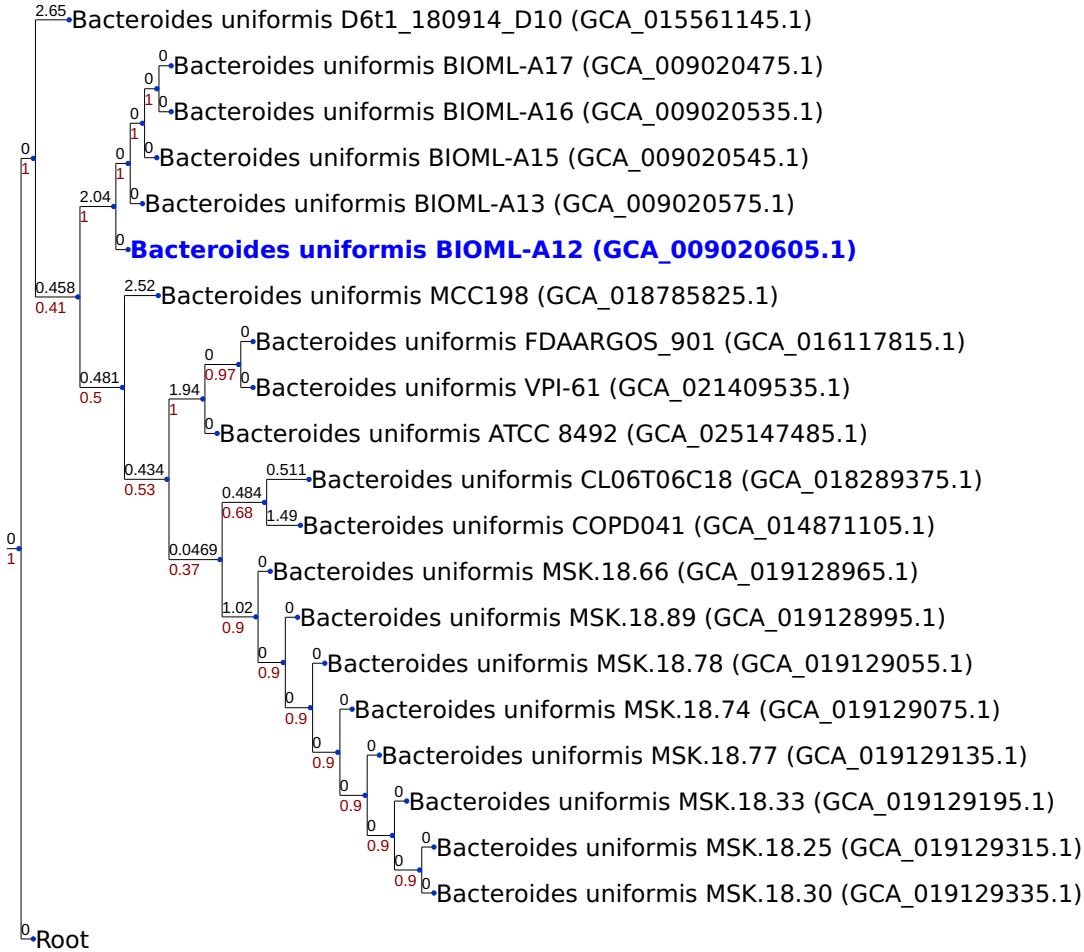 2.65 Bacteroides uniformis D6t1_180914_D10 (GCA_015561145.1)
0 Bacteroides uniformis BIOML-A17 (GCA_009020475.1)
0
1
0 Bacteroides uniformis BIOML-A16 (GCA_009020535.1)
0
1
0 Bacteroides uniformis BIOML-A15 (GCA_009020545.1)
0
1
0
1
0 Bacteroides uniformis BIOML-A13 (GCA_009020575.1)
2.04
1
0 Bacteroides uniformis BIOML-A12 (GCA_009020605.1)
0.458
0.41
2.52 Bacteroides uniformis MCC198 (GCA_018785825.1)
0 Bacteroides uniformis FDAARGOS_901 (GCA_016117815.1)
0
0.97
0.481
0.5
0 Bacteroides uniformis VPI-61 (GCA_021409535.1)
1.94
1
0 Bacteroides uniformis ATCC 8492 (GCA_025147485.1)
0.434
0.53
0.511 Bacteroides uniformis CL06T06C18 (GCA_018289375.1)
0.484
0.68
1.49 Bacteroides uniformis COPD041 (GCA_014871105.1)
0
1
0.0469
0.37
0 Bacteroides uniformis MSK.18.66 (GCA_019128965.1)
1.02
0.9
0 Bacteroides uniformis MSK.18.89 (GCA_019128995.1)
0
0.9
0 Bacteroides uniformis MSK.18.78 (GCA_019129055.1)
0
0.9
0 Bacteroides uniformis MSK.18.74 (GCA_019129075.1)
0
0.9
0 Bacteroides uniformis MSK.18.77 (GCA_019129135.1)
0
0.9
0 Bacteroides uniformis MSK.18.33 (GCA_019129195.1)
0
0.9
0 Bacteroides uniformis MSK.18.25 (GCA_019129315.1)
0
0.9
0 Bacteroides uniformis MSK.18.30 (GCA_019129335.1)
0 Root